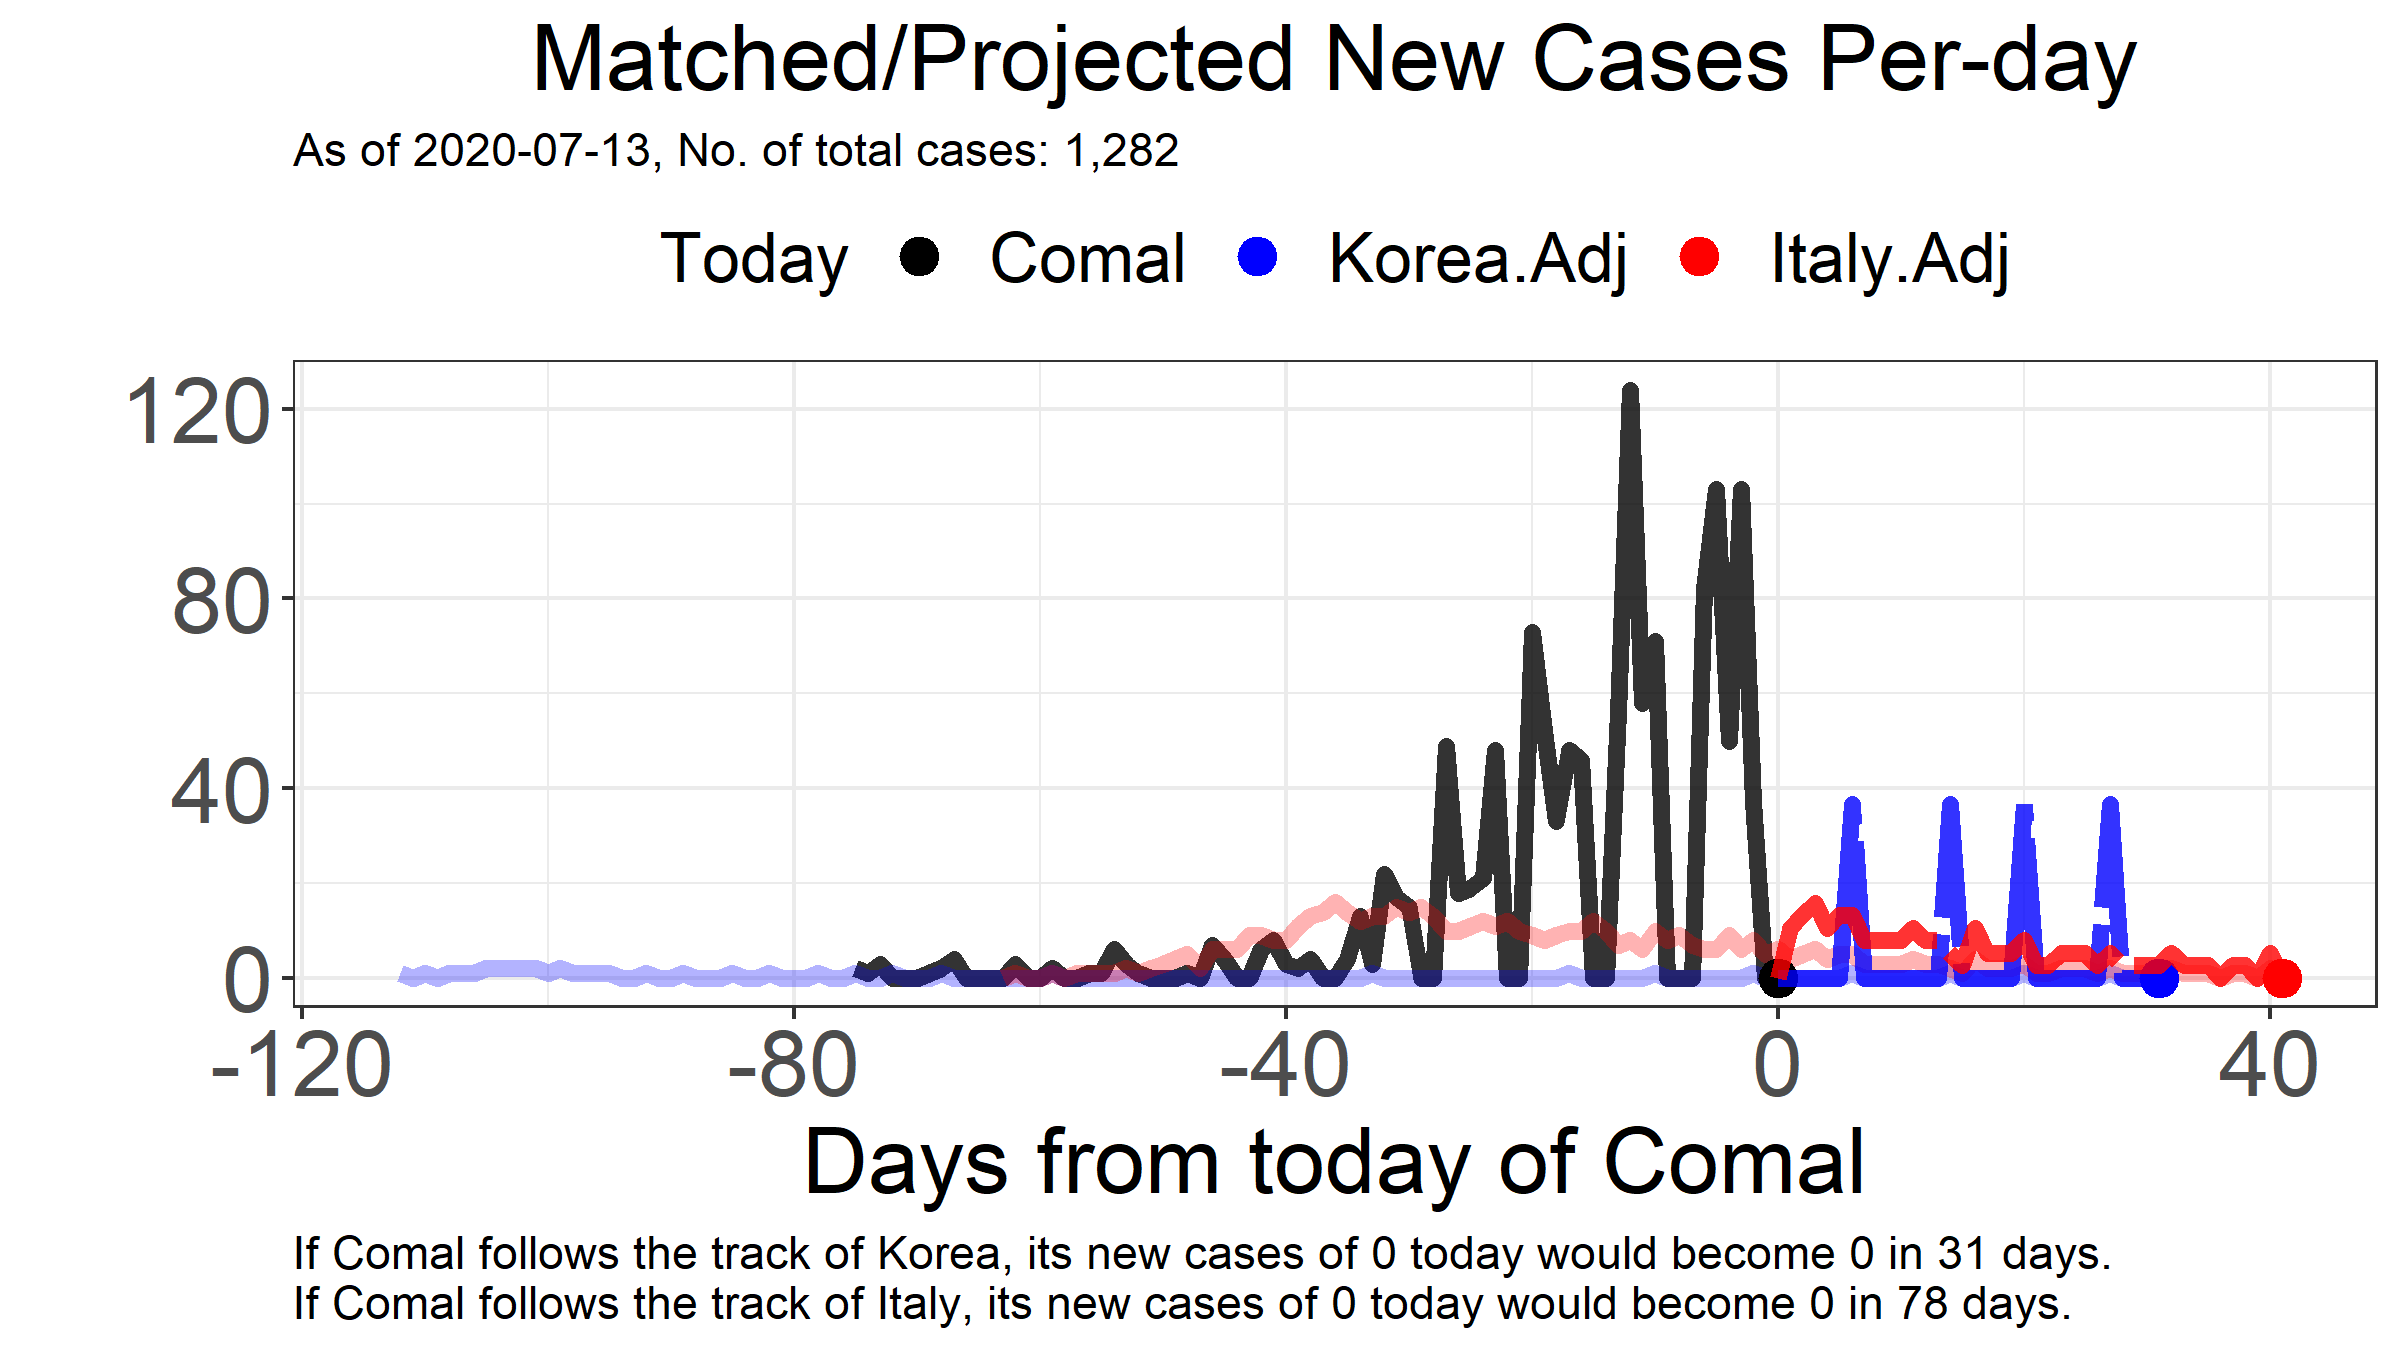 Matched/Projected New Cases Per-day
As of 2020-07-13, No. of total cases: 1,282
Today Comal Korea.Adj Italy.Adj
120
80
40
0
-120 -80 -40 0 40
Days from today of Comal
If Comal follows the track of Korea, its new cases of 0 today would become 0 in 31 days.
If Comal follows the track of Italy, its new cases of 0 today would become 0 in 78 days.